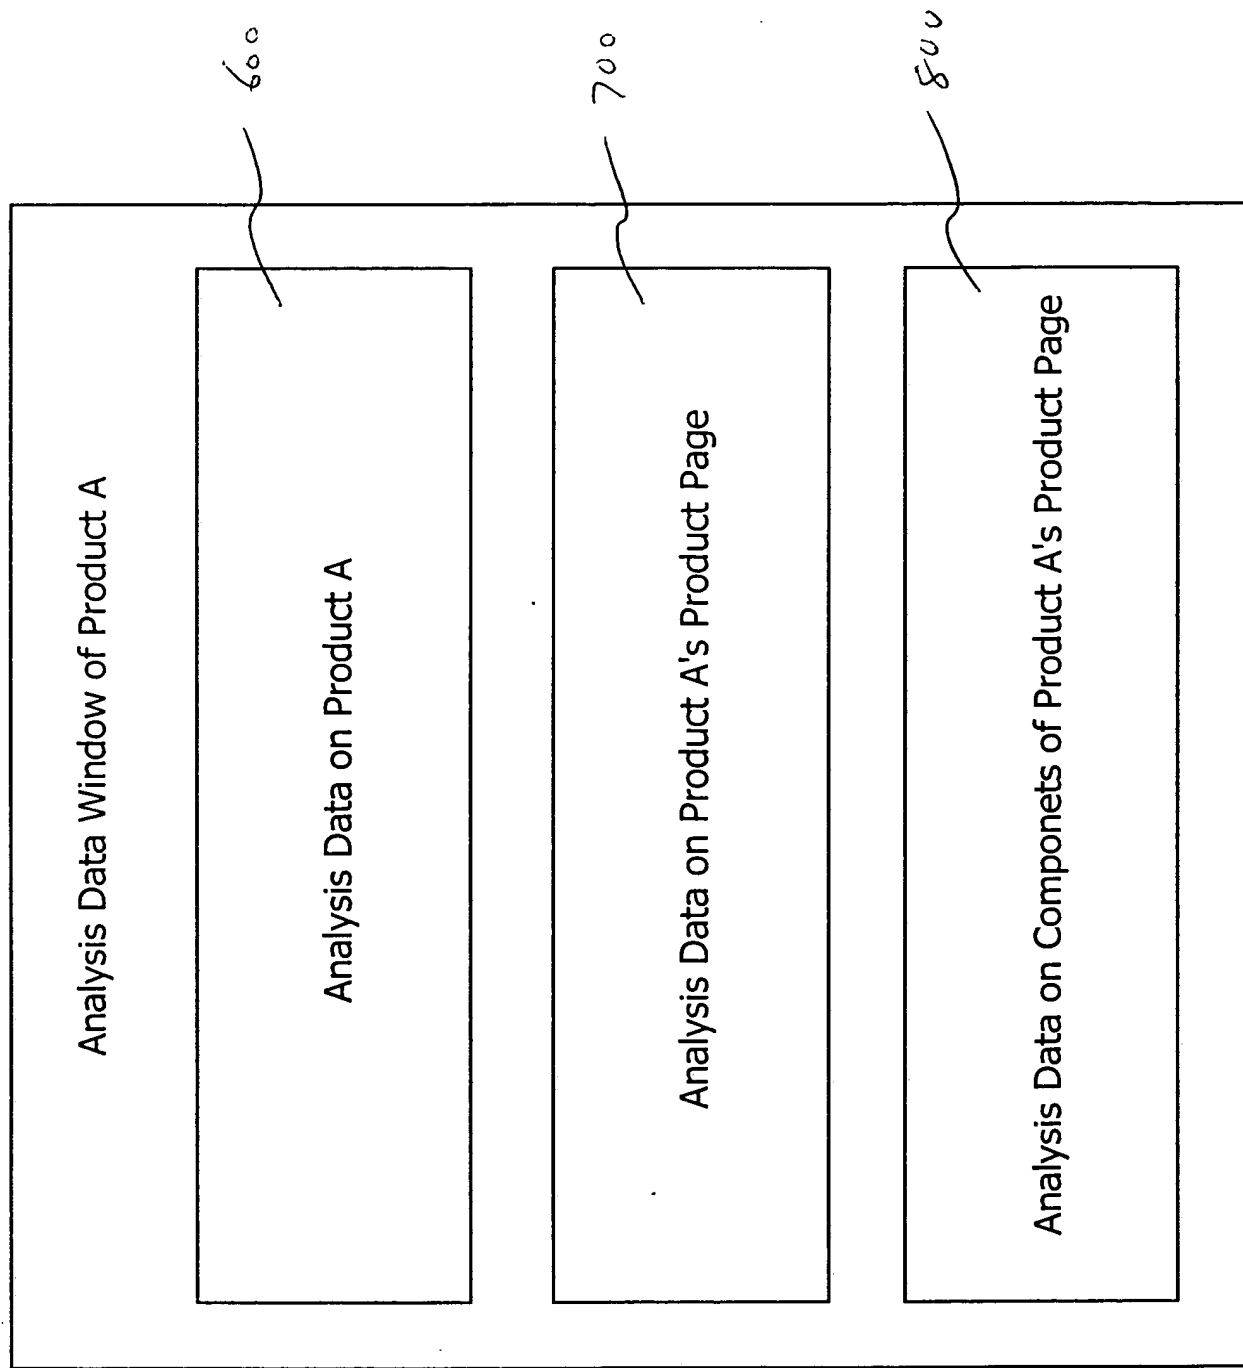 Analysis Data Window of Product A
600
Analysis Data on Product A
700
Analysis Data on Product A's Product Page
800
Analysis Data on Componets of Product A's Product Page